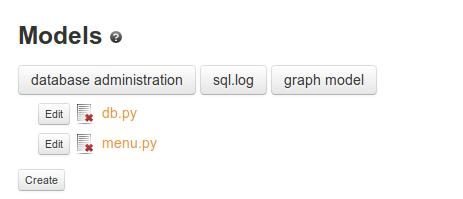 Models ?
database administration sql.log graph model
Edit db.py
Edit menu.py
Create